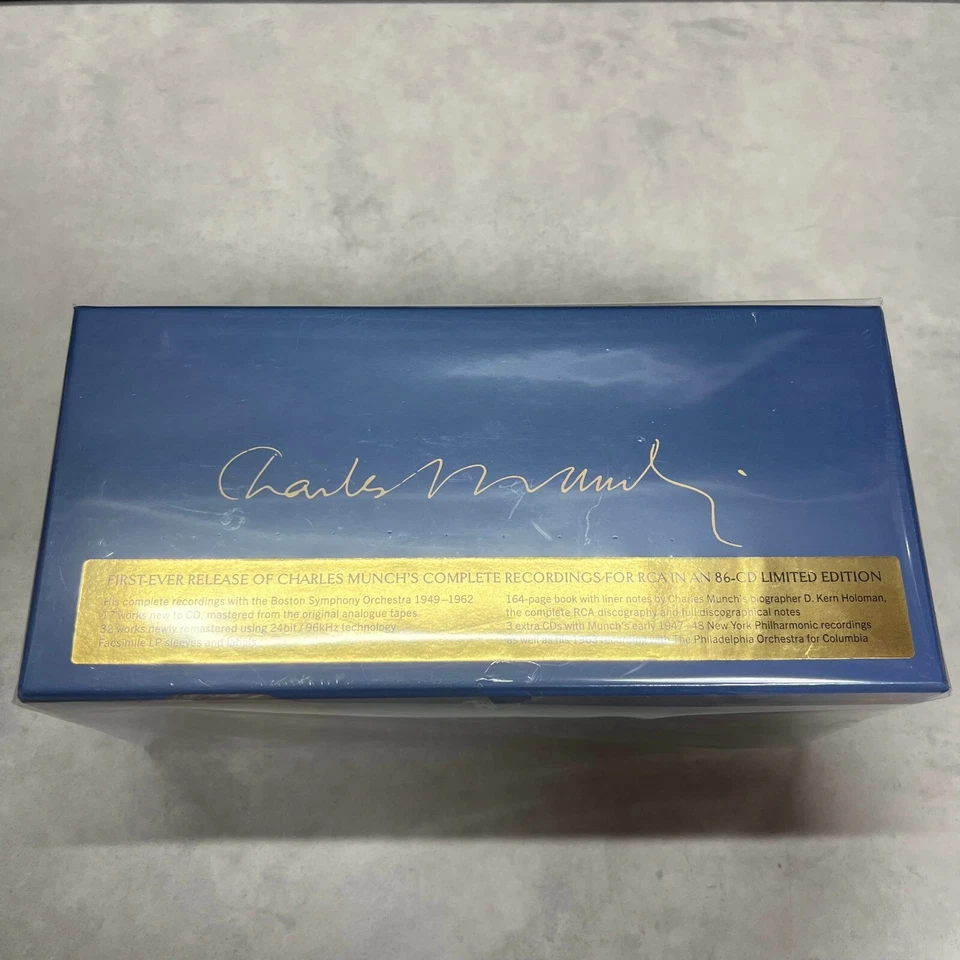 Charles Munch
FIRST-EVER RELEASE OF CHARLES MUNCH'S COMPLETE RECORDINGS FOR RCA IN AN 86-CD LIMITED EDITION
His complete recordings with the Boston Symphony Orchestra 1949–1962
works new to CD, mastered from the original analogue tapes
32 works newly remastered using 24bit / 96kHz technology
Facsimile LP sleeves and
164-page book with liner notes by Charles Munch's biographer D. Kern Holoman,
the complete RCA discography and full discographical notes
3 extra CDs with Munch's early 1947–48 New York Philharmonic recordings
as well as his 1963 with The Philadelphia Orchestra for Columbia